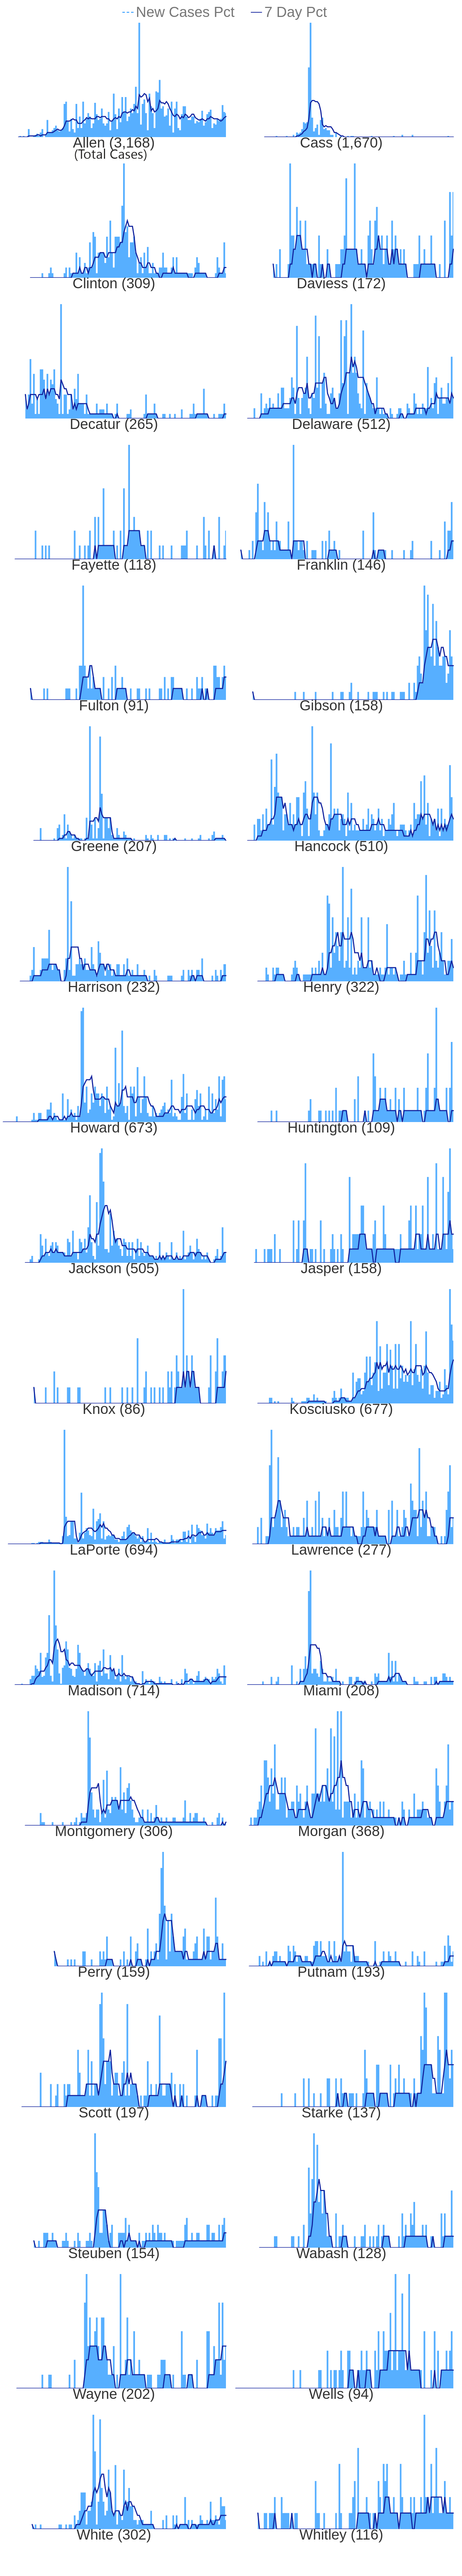 New Cases Pct 7 Day Pct
Allen (3,168) Cass (1,670)
(Total Cases)
Clinton (309) Daviess (172)
Decatur (265) Delaware (512)
Fayette (118) Franklin (146)
Fulton (91) Gibson (158)
Greene (207) Hancock (510)
Harrison (232) Henry (322)
Howard (673) Huntington (109)
Jackson (505) Jasper (158)
Knox (86) Kosciusko (677)
LaPorte (694) Lawrence (277)
Madison (714) Miami (208)
Montgomery (306) Morgan (368)
Perry (159) Putnam (193)
Scott (197) Starke (137)
Steuben (154) Wabash (128)
Wayne (202) Wells (94)
White (302) Whitley (116)